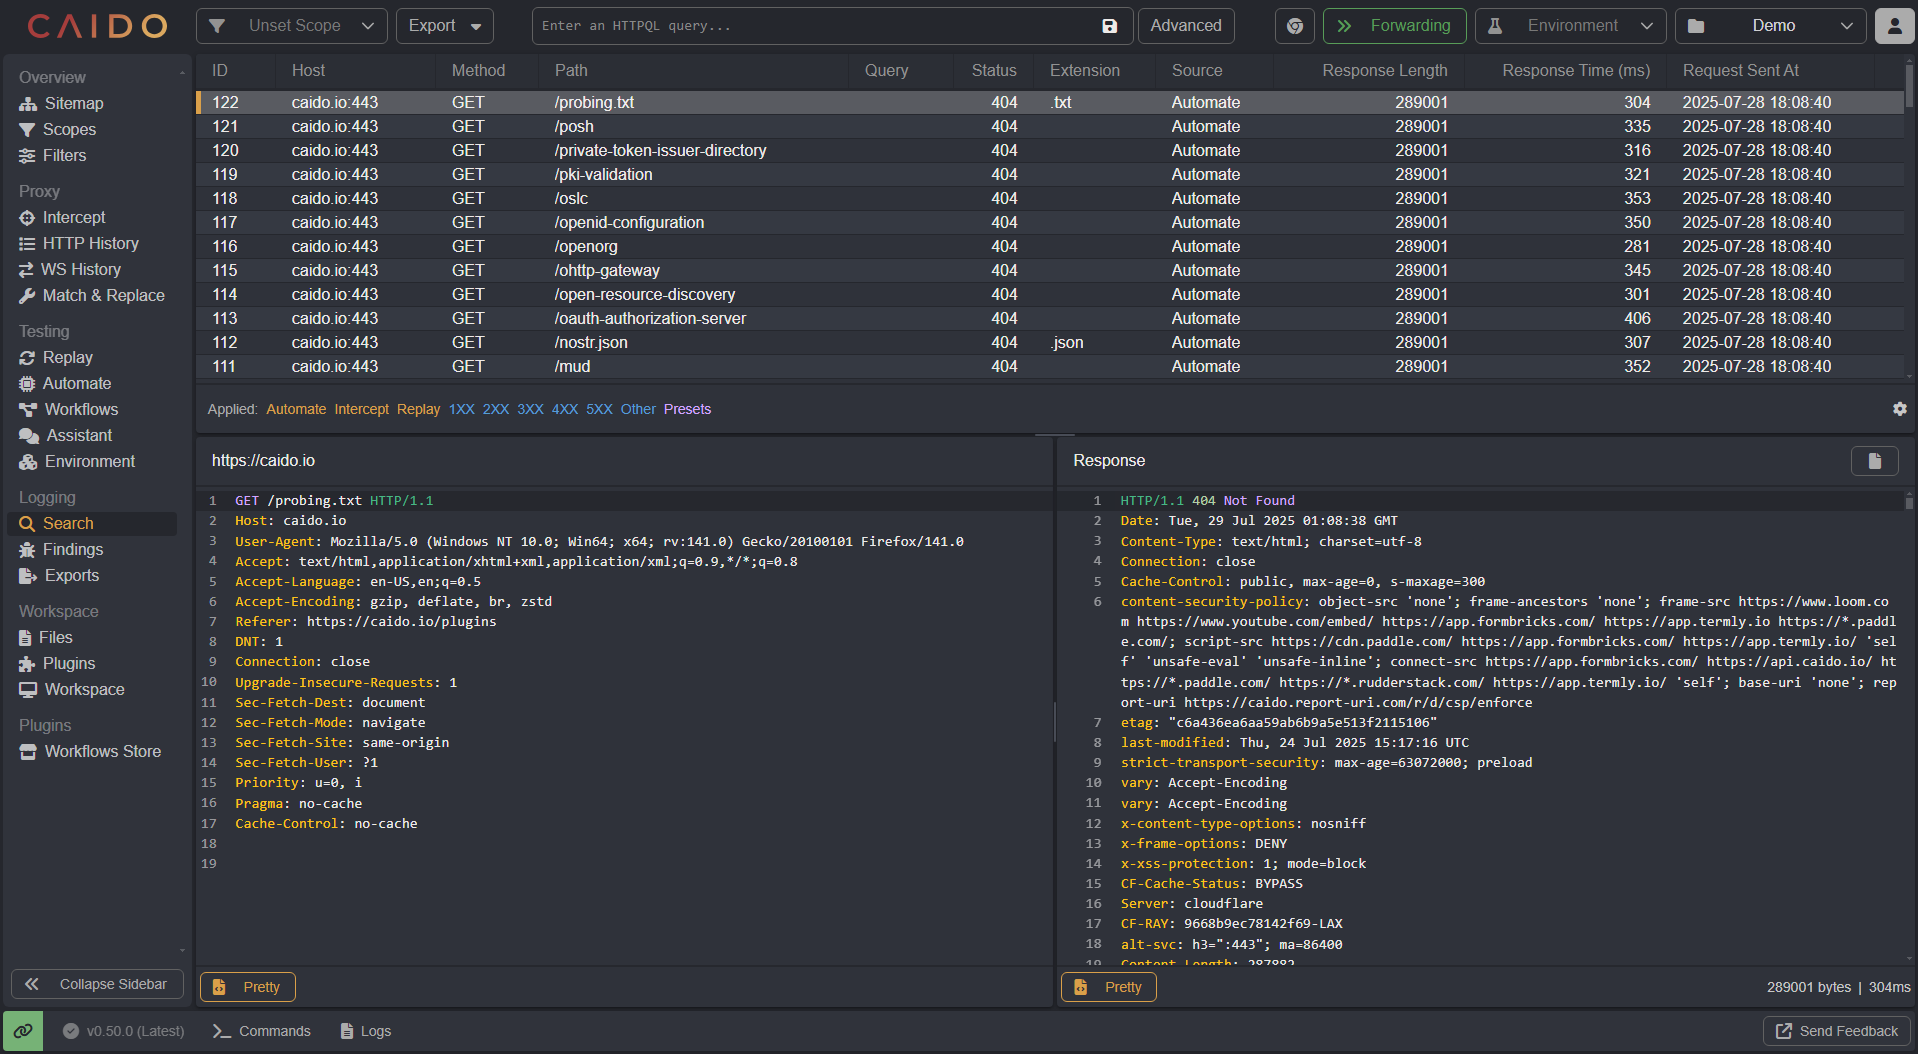 CAIDO
Unset Scope
Export
Enter an HTTPQL query...
Advanced
Forwarding
Environment
Demo
Overview
Sitemap
Scopes
Filters
Proxy
Intercept
HTTP History
WS History
Match & Replace
Testing
Replay
Automate
Workflows
Assistant
Environment
Logging
Search
Findings
Exports
Workspace
Files
Plugins
Workspace
Plugins
Workflows Store
Collapse Sidebar
ID Host Method Path Query Status Extension Source Response Length Response Time (ms) Request Sent At
122 caido.io:443 GET /probing.txt 404 .txt Automate 289001 304 2025-07-28 18:08:40
121 caido.io:443 GET /posh 404 Automate 289001 335 2025-07-28 18:08:40
120 caido.io:443 GET /private-token-issuer-directory 404 Automate 289001 316 2025-07-28 18:08:40
119 caido.io:443 GET /pki-validation 404 Automate 289001 321 2025-07-28 18:08:40
118 caido.io:443 GET /oslc 404 Automate 289001 353 2025-07-28 18:08:40
117 caido.io:443 GET /openid-configuration 404 Automate 289001 350 2025-07-28 18:08:40
116 caido.io:443 GET /openorg 404 Automate 289001 281 2025-07-28 18:08:40
115 caido.io:443 GET /ohttp-gateway 404 Automate 289001 345 2025-07-28 18:08:40
114 caido.io:443 GET /open-resource-discovery 404 Automate 289001 301 2025-07-28 18:08:40
113 caido.io:443 GET /oauth-authorization-server 404 Automate 289001 406 2025-07-28 18:08:40
112 caido.io:443 GET /nostr.json 404 .json Automate 289001 307 2025-07-28 18:08:40
111 caido.io:443 GET /mud 404 Automate 289001 352 2025-07-28 18:08:40
Applied: Automate Intercept Replay 1XX 2XX 3XX 4XX 5XX Other Presets
https://caido.io
1 GET /probing.txt HTTP/1.1
2 Host: caido.io
3 User-Agent: Mozilla/5.0 (Windows NT 10.0; Win64; x64; rv:141.0) Gecko/20100101 Firefox/141.0
4 Accept: text/html,application/xhtml+xml,application/xml;q=0.9,*/*;q=0.8
5 Accept-Language: en-US,en;q=0.5
6 Accept-Encoding: gzip, deflate, br, zstd
7 Referer: https://caido.io/plugins
8 DNT: 1
9 Connection: close
10 Upgrade-Insecure-Requests: 1
11 Sec-Fetch-Dest: document
12 Sec-Fetch-Mode: navigate
13 Sec-Fetch-Site: same-origin
14 Sec-Fetch-User: ?1
15 Priority: u=0, i
16 Pragma: no-cache
17 Cache-Control: no-cache
18
19
Pretty
Response
1 HTTP/1.1 404 Not Found
2 Date: Tue, 29 Jul 2025 01:08:38 GMT
3 Content-Type: text/html; charset=utf-8
4 Connection: close
5 Cache-Control: public, max-age=0, s-maxage=300
6 content-security-policy: object-src 'none'; frame-ancestors 'none'; frame-src https://www.loom.co
m https://www.youtube.com/embed/ https://app.formbricks.com/ https://app.termly.io https://*.paddl
e.com/; script-src https://cdn.paddle.com/ https://app.formbricks.com/ https://app.termly.io/ 'sel
f' 'unsafe-eval' 'unsafe-inline'; connect-src https://app.formbricks.com/ https://api.caido.io/ ht
tps://*.paddle.com/ https://*.rudderstack.com/ https://app.termly.io/ 'self'; base-uri 'none'; rep
ort-uri https://caido.report-uri.com/r/d/csp/enforce
7 etag: "c6a436ea6aa59ab6b9a5e513f2115106"
8 last-modified: Thu, 24 Jul 2025 15:17:16 UTC
9 strict-transport-security: max-age=63072000; preload
10 vary: Accept-Encoding
11 vary: Accept-Encoding
12 x-content-type-options: nosniff
13 x-frame-options: DENY
14 x-xss-protection: 1; mode=block
15 CF-Cache-Status: BYPASS
16 Server: cloudflare
17 CF-RAY: 9668b9ec78142f69-LAX
18 alt-svc: h3=":443"; ma=86400
19 Content-Length: 287882
Pretty
289001 bytes | 304ms
v0.50.0 (Latest)
Commands
Logs
Send Feedback